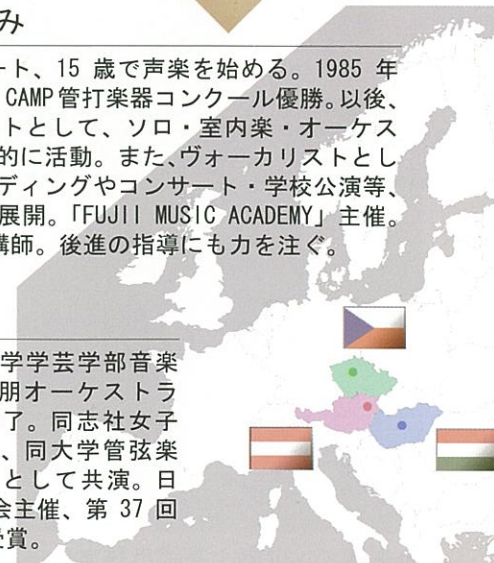 み
ート、15 歳で声楽を始める。1985 年
CAMP管打楽器コンクール優勝。以後、
トとして、ソロ・室内楽・オーケス
的に活動。また、ヴォーカリストとし
ディングやコンサート・学校公演等、
展開。「FUJII MUSIC ACADEMY」主催。
講師。後進の指導にも力を注ぐ。
学学芸学部音楽
朋オーケストラ
了。同志社女子
、同大学管弦楽
として共演。日
会主催、第 37 回
受賞。